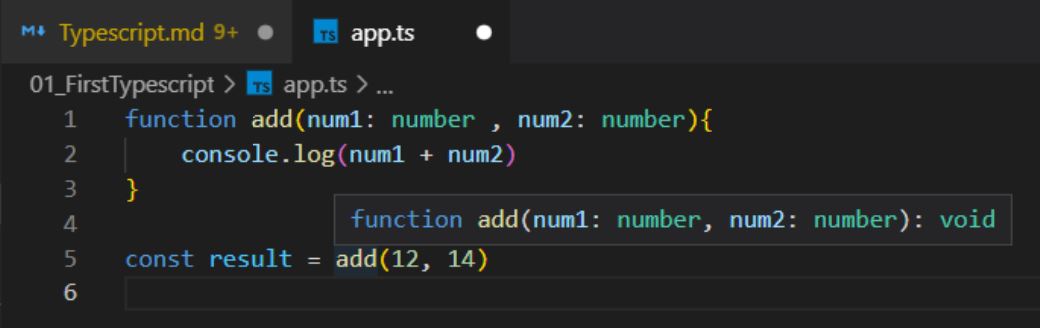 Typescript.md 9+ ● TS app.ts ●
01_FirstTypescript > TS app.ts > ...
1 function add(num1: number , num2: number){
2 console.log(num1 + num2)
3 }
function add(num1: number, num2: number): void
4
5 const result = add(12, 14)
6